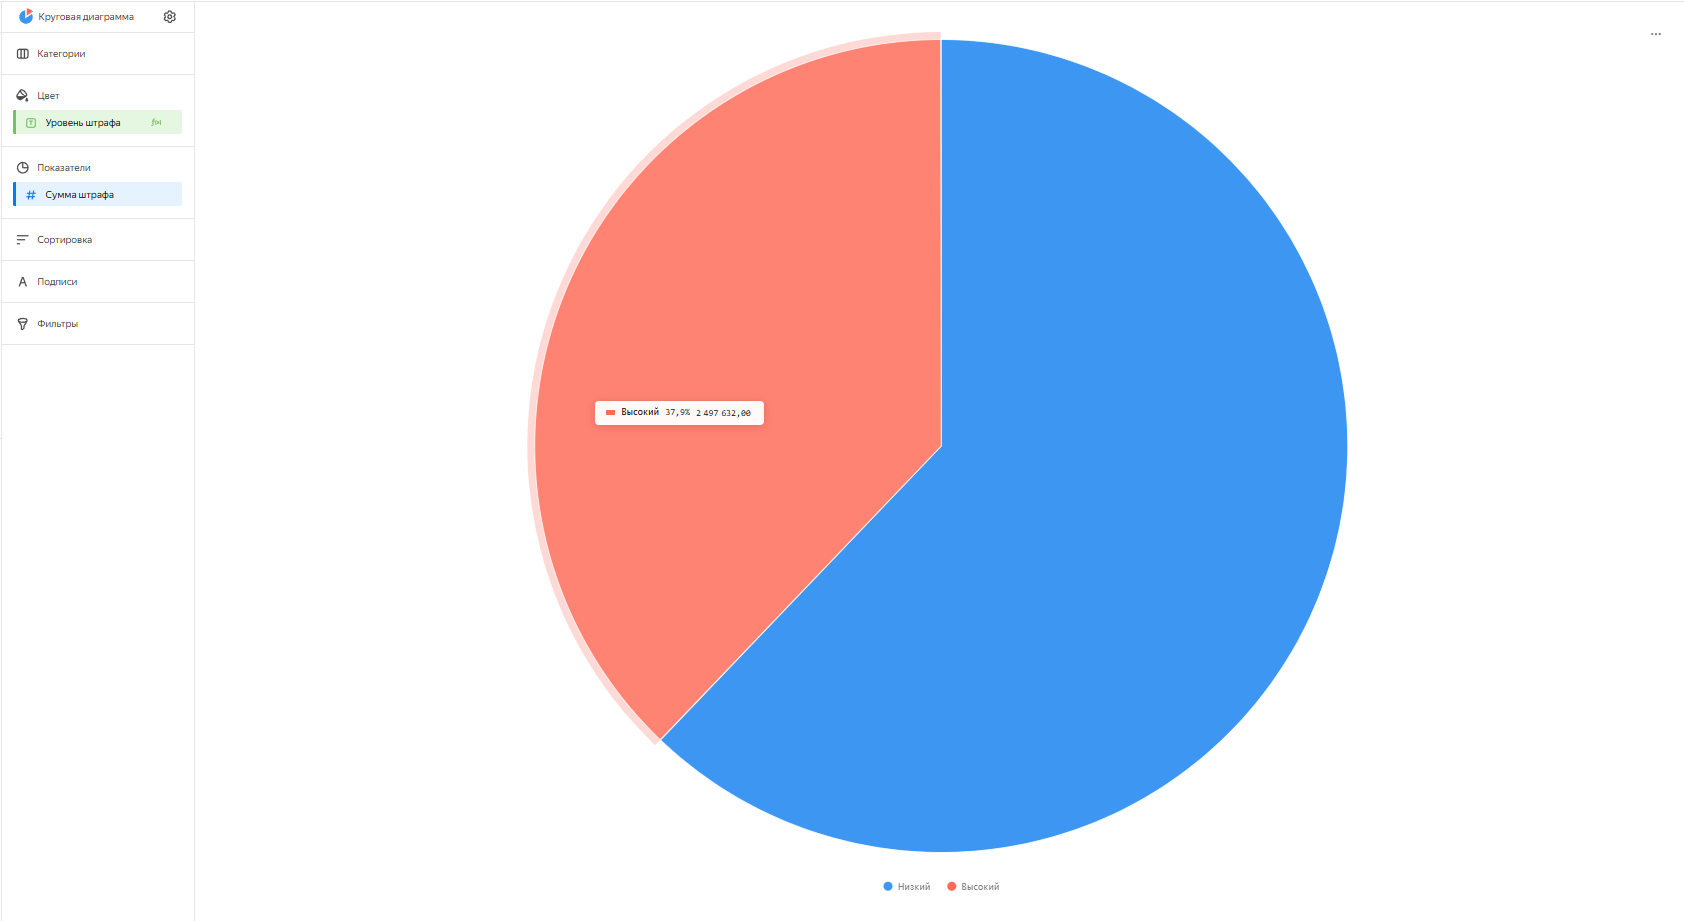 Круговая диаграмма
Категории
Цвет
Уровень штрафа
Показатели
# Сумма штрафа
Сортировка
Подписи
Фильтры
Высокий 37,9% 2 497 632,00
Низкий Высокий